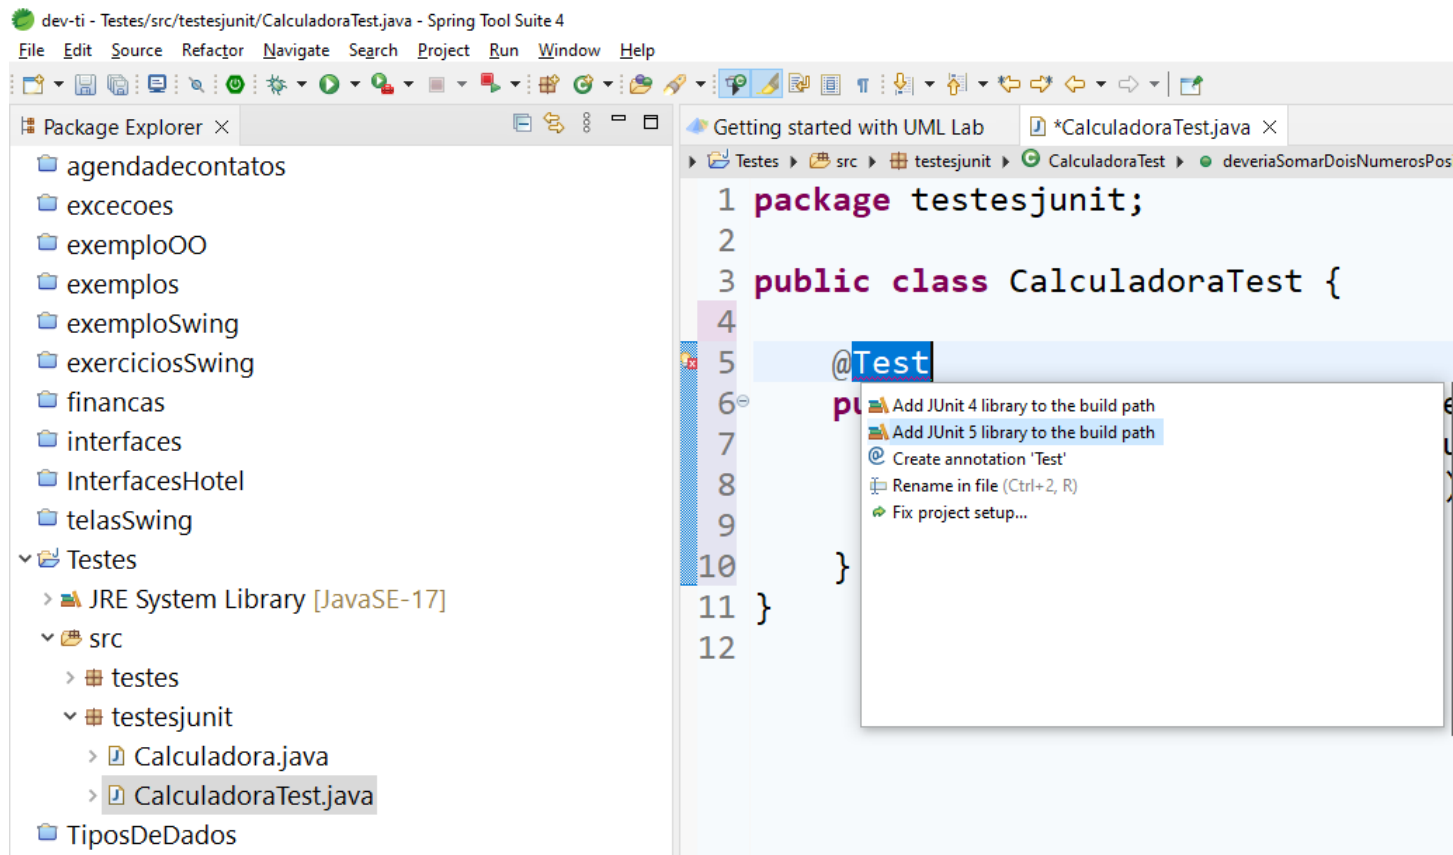 dev-ti - Testes/src/testesjunit/CalculadoraTest.java - Spring Tool Suite 4
File Edit Source Refactor Navigate Search Project Run Window Help
Package Explorer
agendadecontatos
excecoes
exemploOO
exemplos
exemploSwing
exerciciosSwing
financas
interfaces
InterfacesHotel
telasSwing
Testes
JRE System Library [JavaSE-17]
src
testes
testesjunit
Calculadora.java
CalculadoraTest.java
TiposDeDados
Getting started with UML Lab *CalculadoraTest.java
Testes src testesjunit CalculadoraTest deveriaSomarDoisNumerosPos
1 package testesjunit;
2
3 public class CalculadoraTest {
4
5 @Test
6 pu
7
8 )
9
10 }
11 }
12
Add JUnit 4 library to the build path
Add JUnit 5 library to the build path
Create annotation 'Test'
Rename in file (Ctrl+2, R)
Fix project setup...